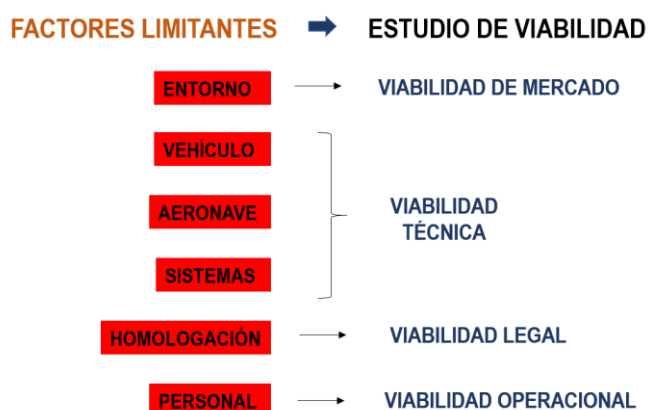 FACTORES LIMITANTES ESTUDIO DE VIABILIDAD
ENTORNO VIABILIDAD DE MERCADO
VEHÍCULO
AERONAVE
SISTEMAS
VIABILIDAD
TÉCNICA
HOMOLOGACIÓN VIABILIDAD LEGAL
PERSONAL VIABILIDAD OPERACIONAL